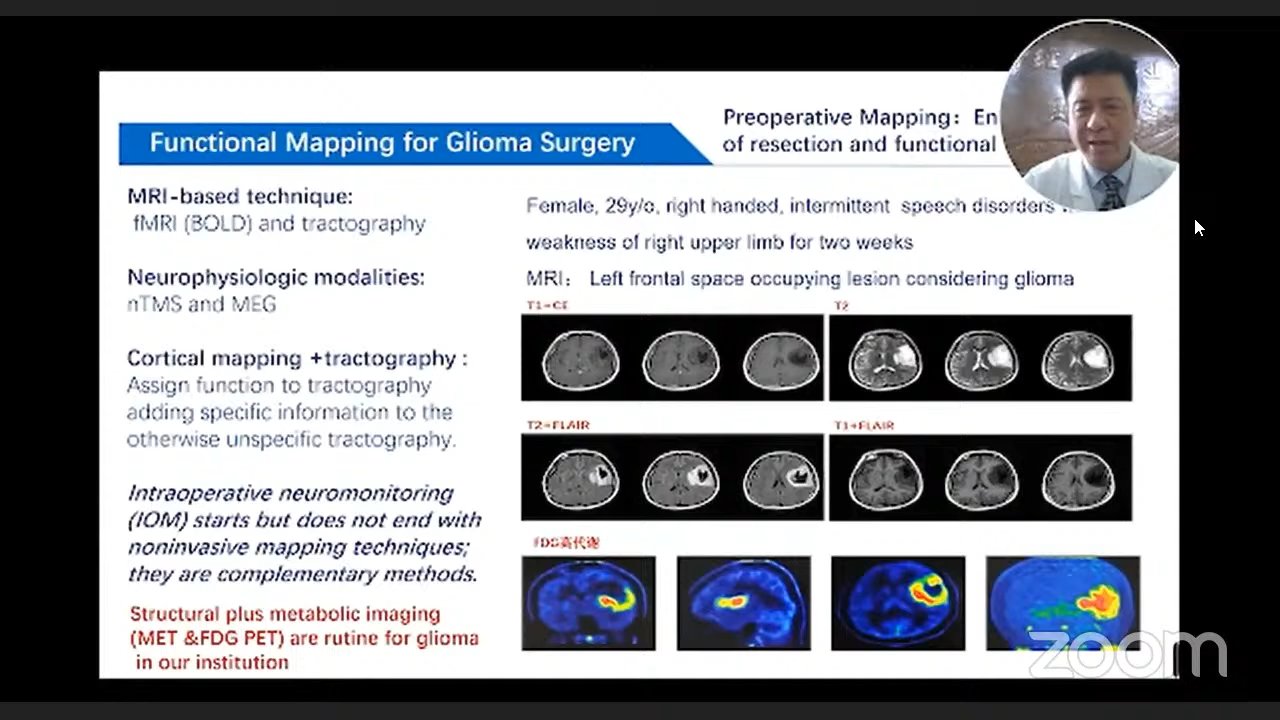 Functional Mapping for Glioma Surgery
Preoperative Mapping: En
of resection and functional
MRI-based technique:
fMRI (BOLD) and tractography
Neurophysiologic modalities:
nTMS and MEG
Cortical mapping +tractography :
Assign function to tractography
adding specific information to the
otherwise unspecific tractography.
Intraoperative neuromonitoring
(IOM) starts but does not end with
noninvasive mapping techniques;
they are complementary methods.
Structural plus metabolic imaging
(MET &FDG PET) are rutine for glioma
in our institution
Female, 29y/o, right handed, intermittent speech disorders
weakness of right upper limb for two weeks
MRI: Left frontal space occupying lesion considering glioma
T1+CE
T2
T2+FLAIR
T1+FLAIR
FDG高代谢
zoom